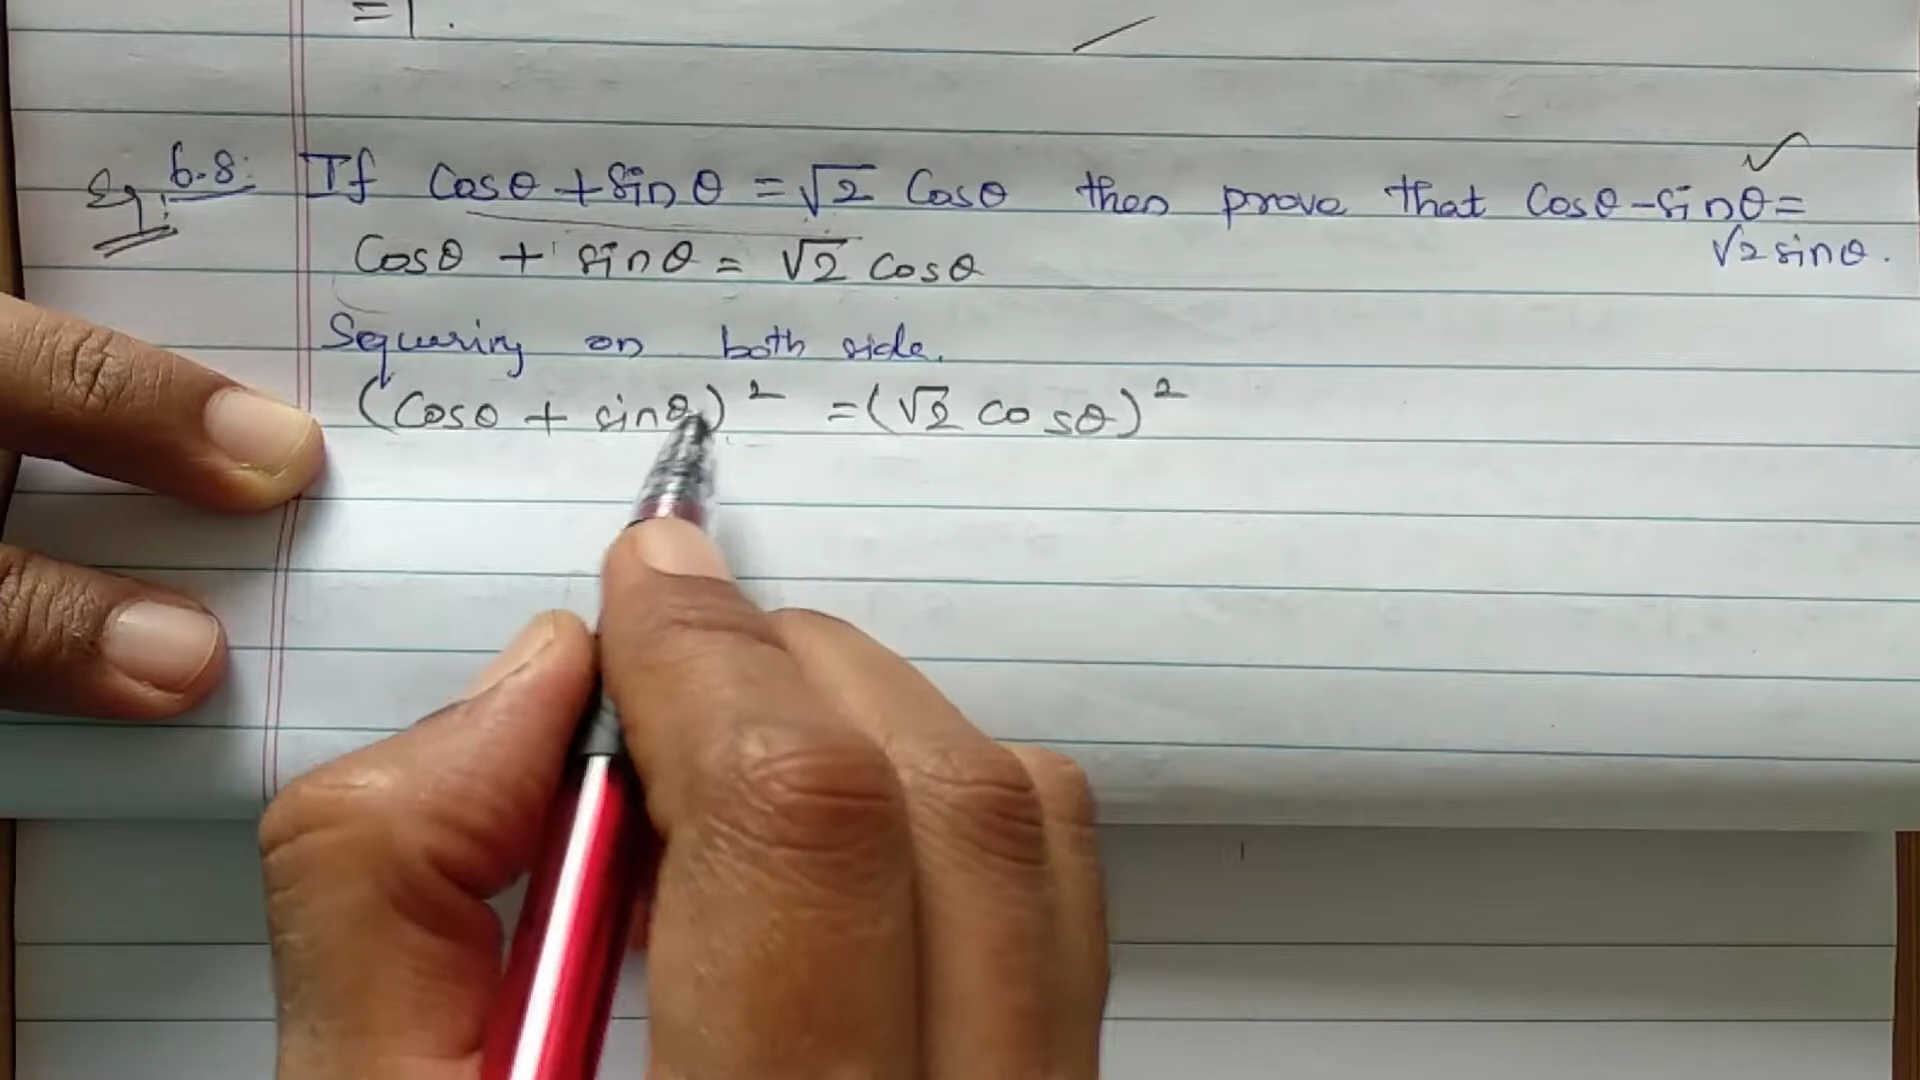 = 1.
Eg: 6.8: If Cosθ + sinθ = √2 Cosθ then prove that Cosθ - sinθ =
√2 sinθ.
Cosθ + sinθ = √2 cosθ
Squaring on both side.
(Cosθ + sinθ)² = (√2 cosθ)²